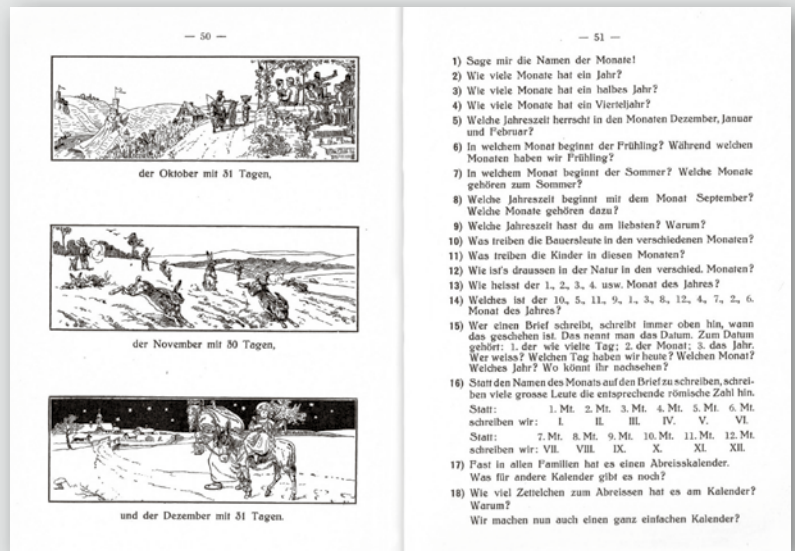 — 50 —
der Oktober mit 31 Tagen,
der November mit 30 Tagen,
und der Dezember mit 31 Tagen.
— 51 —
1) Sage mir die Namen der Monate!
2) Wie viele Monate hat ein Jahr?
3) Wie viele Monate hat ein halbes Jahr?
4) Wie viele Monate hat ein Vierteljahr?
5) Welche Jahreszeit herrscht in den Monaten Dezember, Januar
und Februar?
6) In welchem Monat beginnt der Frühling? Während welchen
Monaten haben wir Frühling?
7) In welchem Monat beginnt der Sommer? Welche Monate
gehören zum Sommer?
8) Welche Jahreszeit beginnt mit dem Monat September?
Welche Monate gehören dazu?
9) Welche Jahreszeit hast du am liebsten? Warum?
10) Was treiben die Bauersleute in den verschiedenen Monaten?
11) Was treiben die Kinder in diesen Monaten?
12) Wie ist's draussen in der Natur in den verschied. Monaten?
13) Wie heisst der 1., 2., 3., 4. usw. Monat des Jahres?
14) Welches ist der 10., 5., 11., 9., 1., 3., 8., 12., 4., 7., 2., 6.
Monat des Jahres?
15) Wer einen Brief schreibt, schreibt immer oben hin, wann
das geschehen ist. Das nennt man das Datum. Zum Datum
gehört: 1. der wie vielte Tag; 2. der Monat; 3. das Jahr.
Wer weiss? Welchen Tag haben wir heute? Welchen Monat?
Welches Jahr? Wo könnt ihr nachsehen?
16) Statt den Namen des Monats auf den Brief zu schreiben, schrei-
ben viele grosse Leute die entsprechende römische Zahl hin.
Statt: 1. Mt. 2. Mt. 3. Mt. 4. Mt. 5. Mt. 6. Mt.
schreiben wir: I. II. III. IV. V. VI.
Statt: 7. Mt. 8. Mt. 9. Mt. 10. Mt. 11. Mt. 12. Mt.
schreiben wir: VII. VIII. IX. X. XI. XII.
17) Fast in allen Familien hat es einen Abreisskalender.
Was für andere Kalender gibt es noch?
18) Wie viel Zettelchen zum Abreissen hat es am Kalender?
Warum?
Wir machen nun auch einen ganz einfachen Kalender?